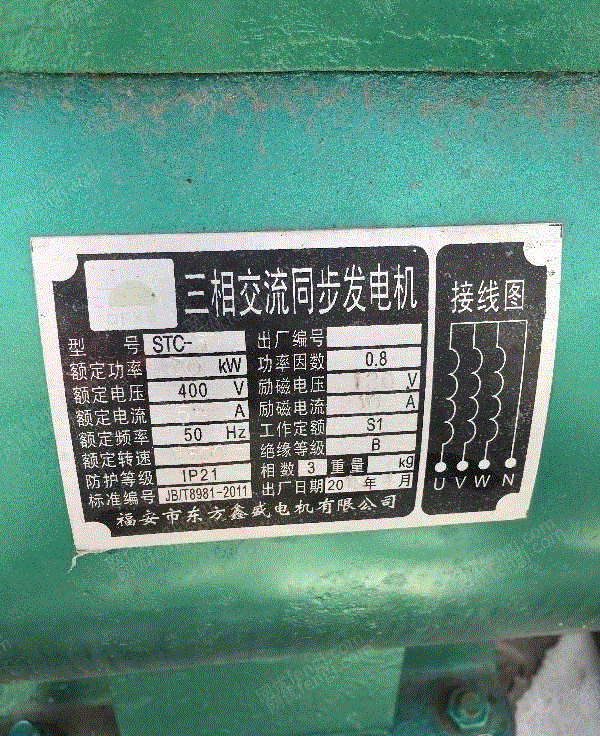 三相交流同步发电机
型 号 STC-
额定功率 kW
额定电压 400 V
额定电流 A
额定频率 50 Hz
额定转速
防护等级 IP21
标准编号 JB/T8981-2011
出厂编号
功率因数 0.8
励磁电压 V
励磁电流 A
工作定额 S1
绝缘等级 B
相数 3 重量 kg
出厂日期 20 年 月
福安市东方鑫威电机有限公司
接线图
U V W N